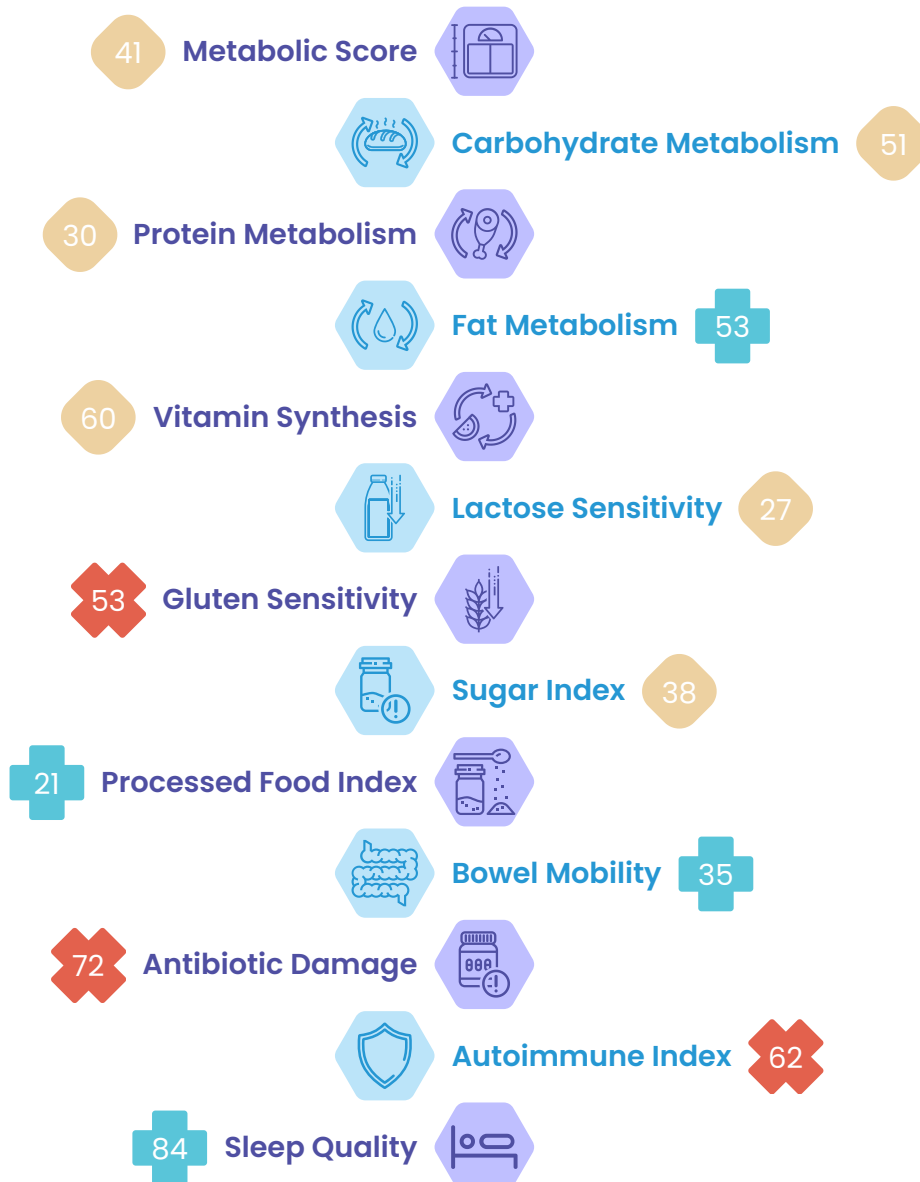 41 Metabolic Score
Carbohydrate Metabolism 51
30 Protein Metabolism
Fat Metabolism 53
60 Vitamin Synthesis
Lactose Sensitivity 27
53 Gluten Sensitivity
Sugar Index 38
21 Processed Food Index
Bowel Mobility 35
72 Antibiotic Damage
Autoimmune Index 62
84 Sleep Quality